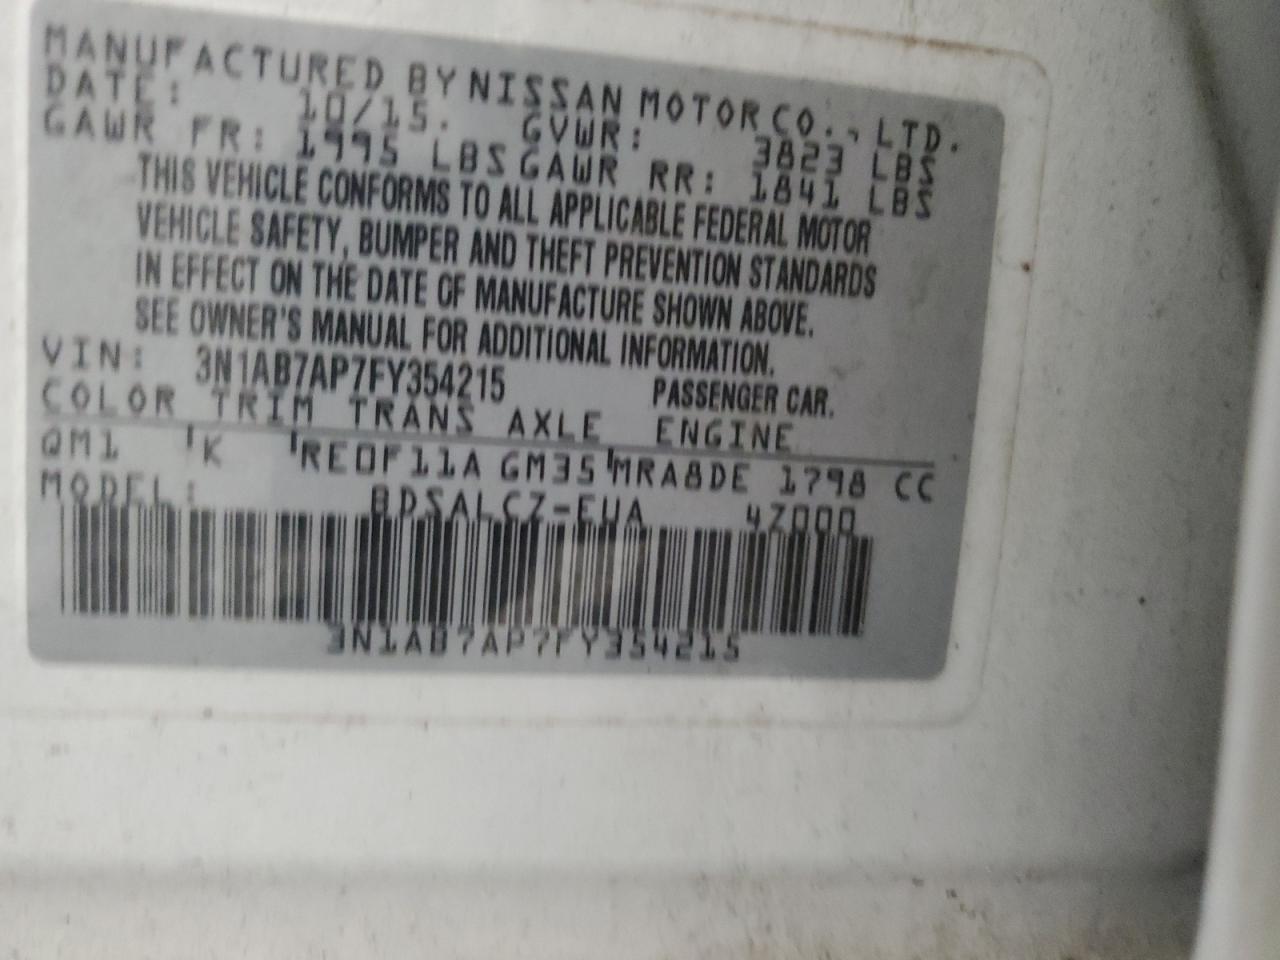 MANUFACTURED BY NISSAN MOTOR CO., LTD.
DATE: 10/15. GVWR: 3823 LBS
GAWR FR: 1995 LBS GAWR RR: 1841 LBS
THIS VEHICLE CONFORMS TO ALL APPLICABLE FEDERAL MOTOR
VEHICLE SAFETY, BUMPER AND THEFT PREVENTION STANDARDS
IN EFFECT ON THE DATE OF MANUFACTURE SHOWN ABOVE.
SEE OWNER'S MANUAL FOR ADDITIONAL INFORMATION.
VIN: 3N1AB7AP7FY354215 PASSENGER CAR.
COLOR TRIM TRANS AXLE ENGINE
QM1 K RE0F11A GM35 MRA8DE 1798 CC
MODEL: BDSALCZ-EUA 4Z000
3N1AB7AP7FY354215